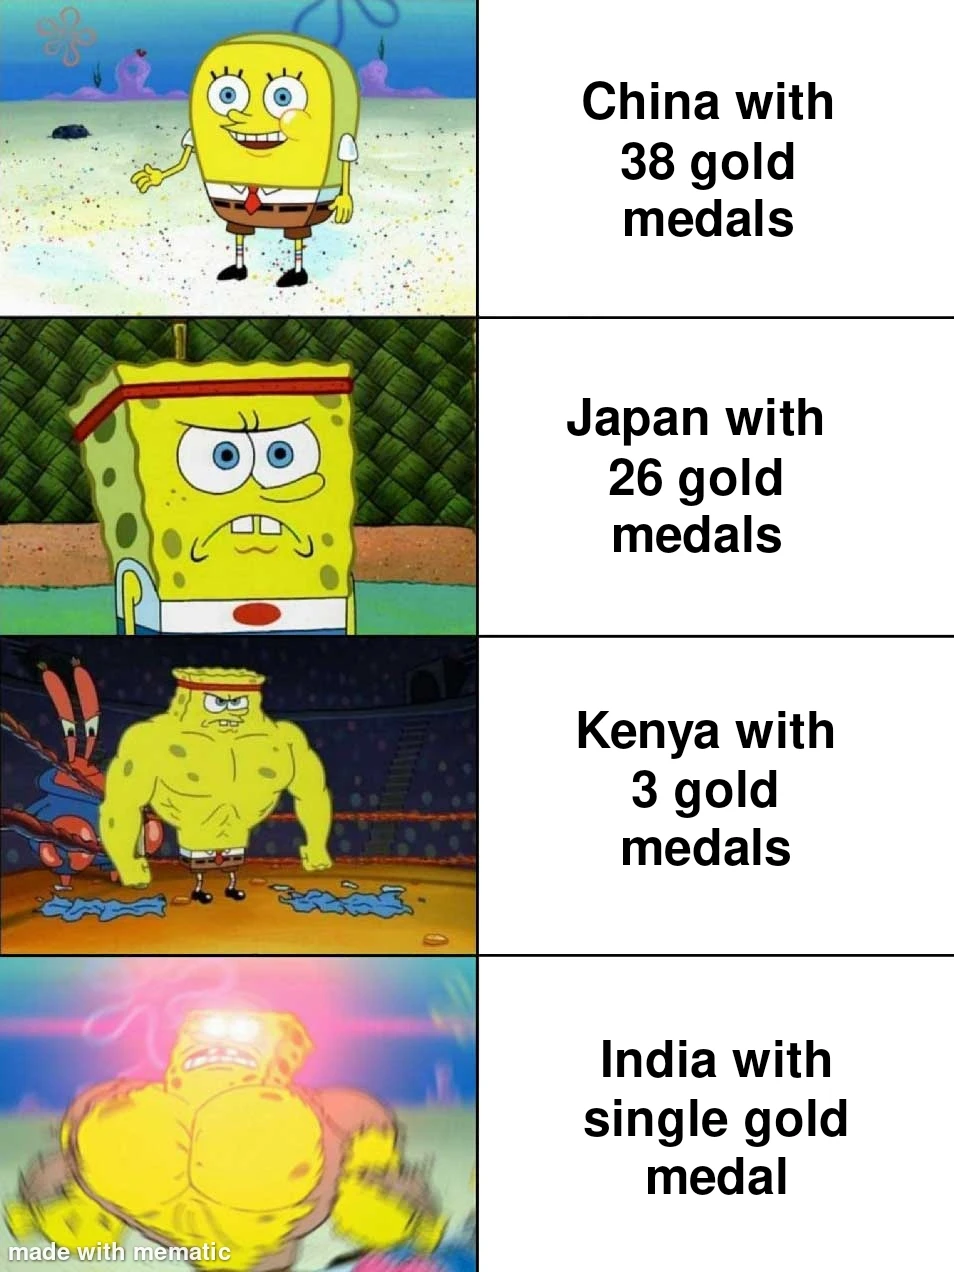 China with
38 gold
medals
Japan with
26 gold
medals
Kenya with
3 gold
medals
India with
single gold
medal
made with mematic